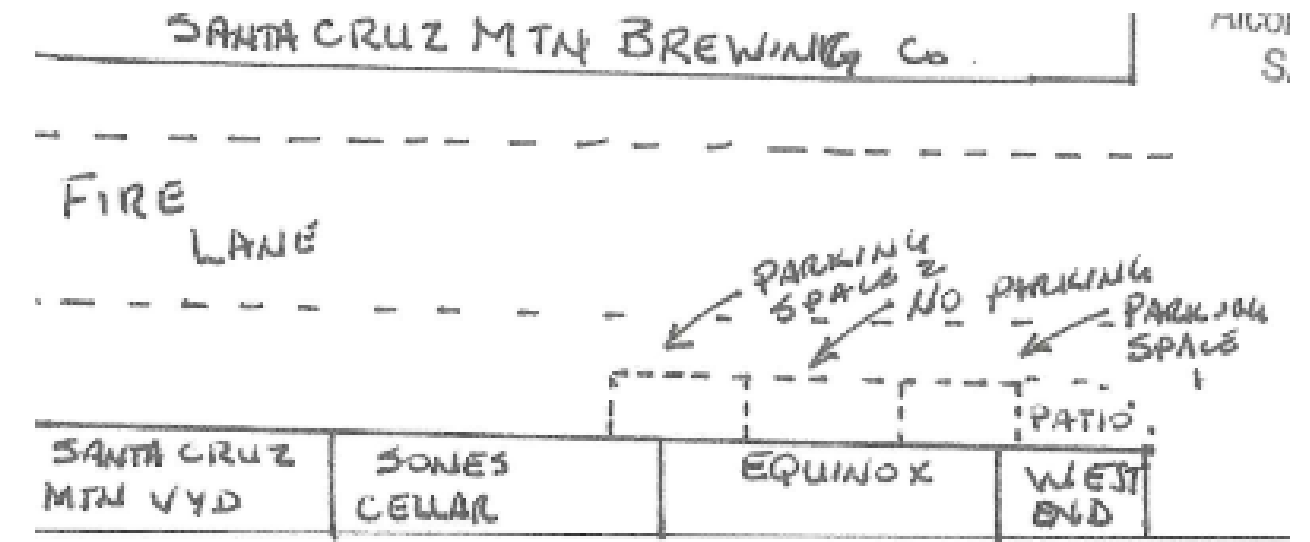 SANTA CRUZ MTN BREWING Co.
FIRE
LANE
PARKING
SPACE 2
NO PARKING
PARKING
SPACE
1
PATIO
SANTA CRUZ
MTN VYD
SONES
CELLAR
EQUINOX
WEST
END